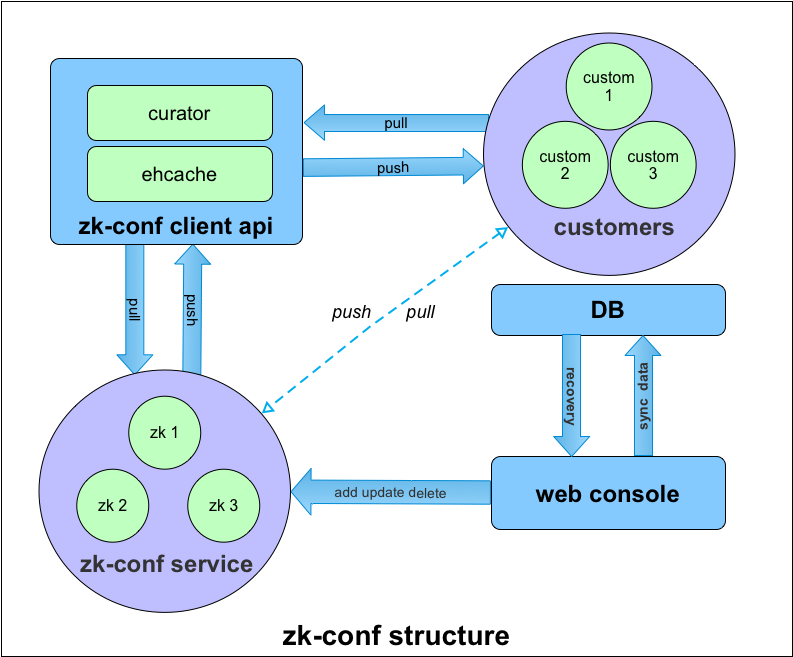 curator
ehcache
zk-conf client api
pull
push
custom
1
custom
2
custom
3
customers
pull
push
push
pull
DB
recovery
sync data
web console
add update delete
zk 1
zk 2
zk 3
zk-conf service
zk-conf structure